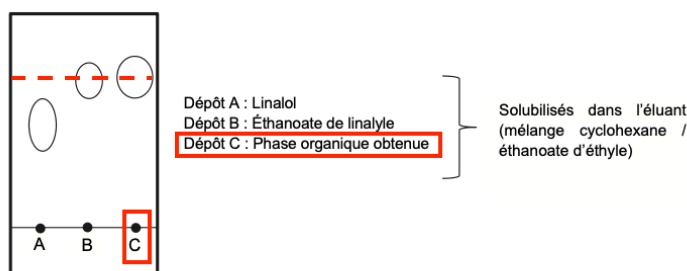 Dépôt A : Linalol
Dépôt B : Éthanoate de linalyle
Dépôt C : Phase organique obtenue
Solubilisés dans l'éluant
(mélange cyclohexane /
éthanoate d'éthyle)
A B C